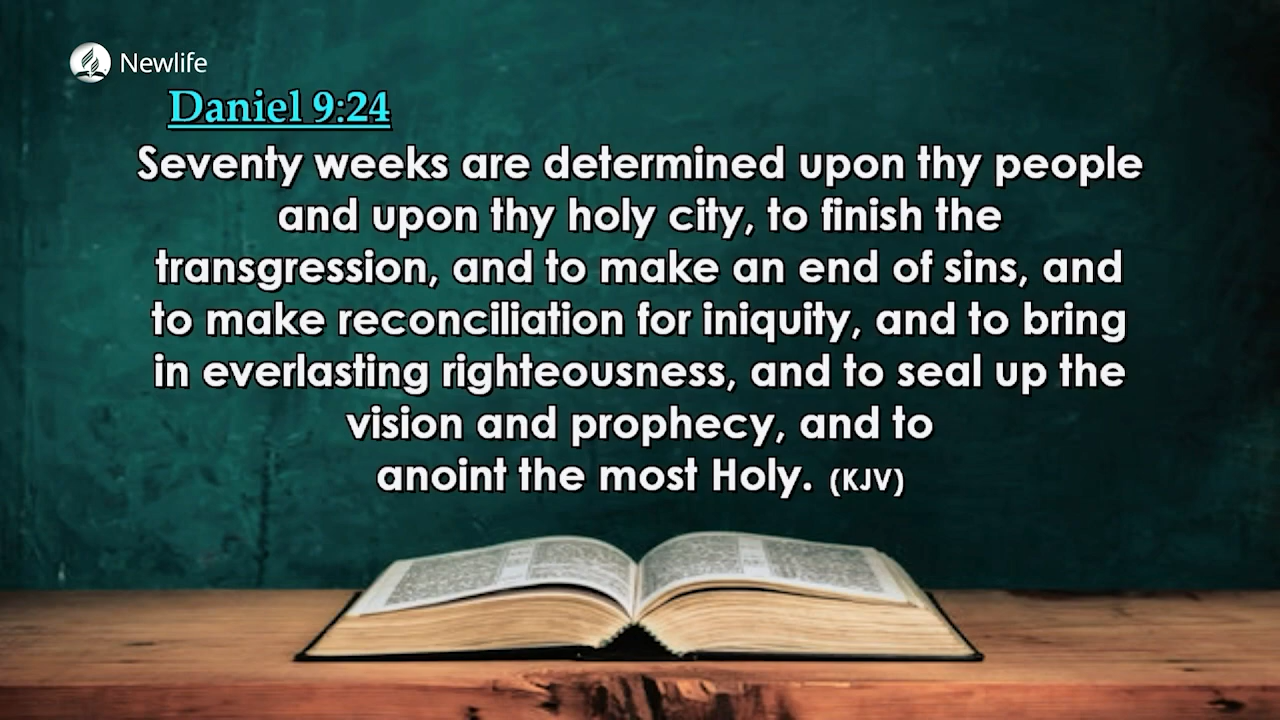 Newlife
Daniel 9:24
Seventy weeks are determined upon thy people
and upon thy holy city, to finish the
transgression, and to make an end of sins, and
to make reconciliation for iniquity, and to bring
in everlasting righteousness, and to seal up the
vision and prophecy, and to
anoint the most Holy. (KJV)